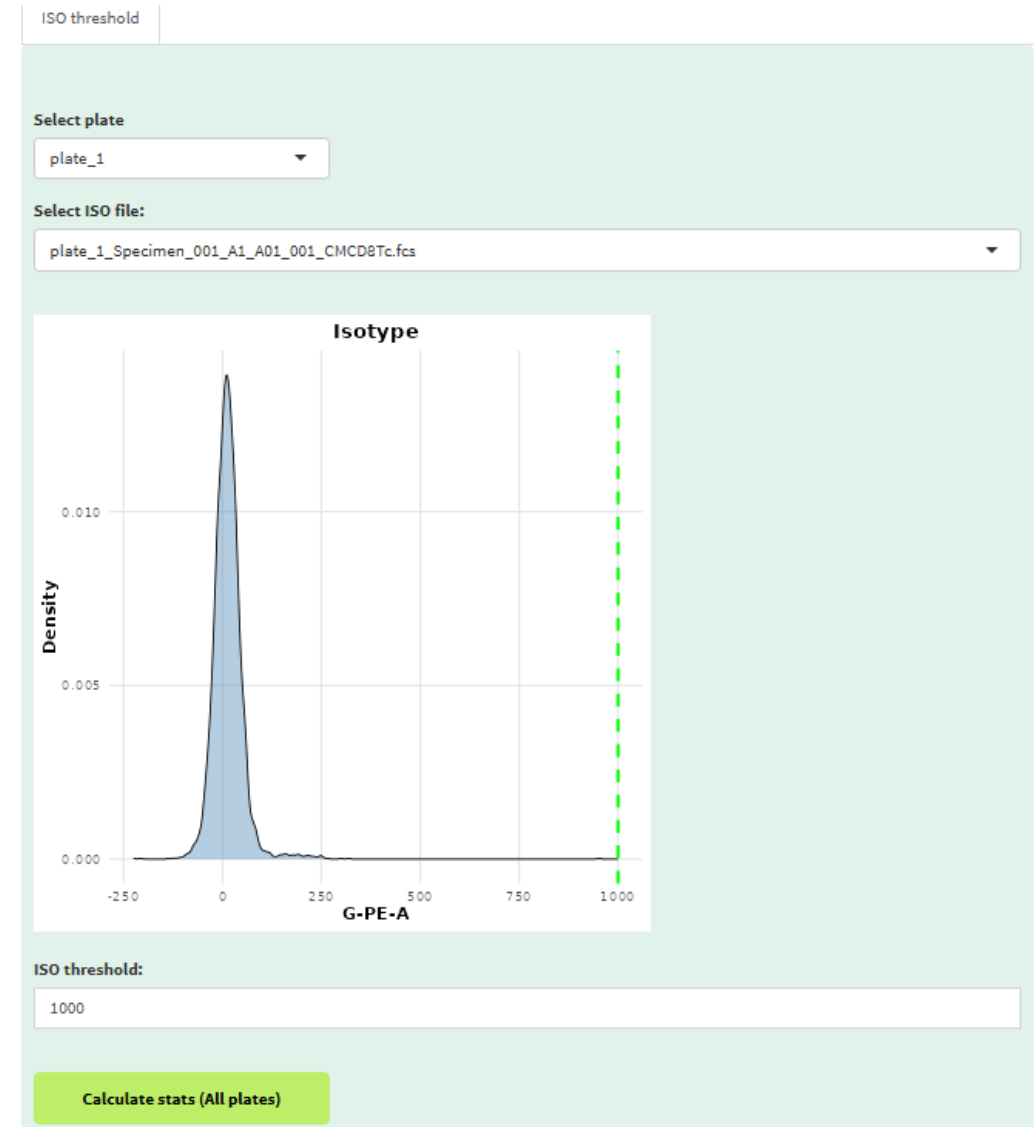 ISO threshold
Select plate
plate_1
Select ISO file:
plate_1_Specimen_001_A1_A01_001_CMCD8Tc.fcs
Isotype
0.010
Density
0.005
0.000
-250 0 250 500 750 1000
G-PE-A
ISO threshold:
1000
Calculate stats (All plates)